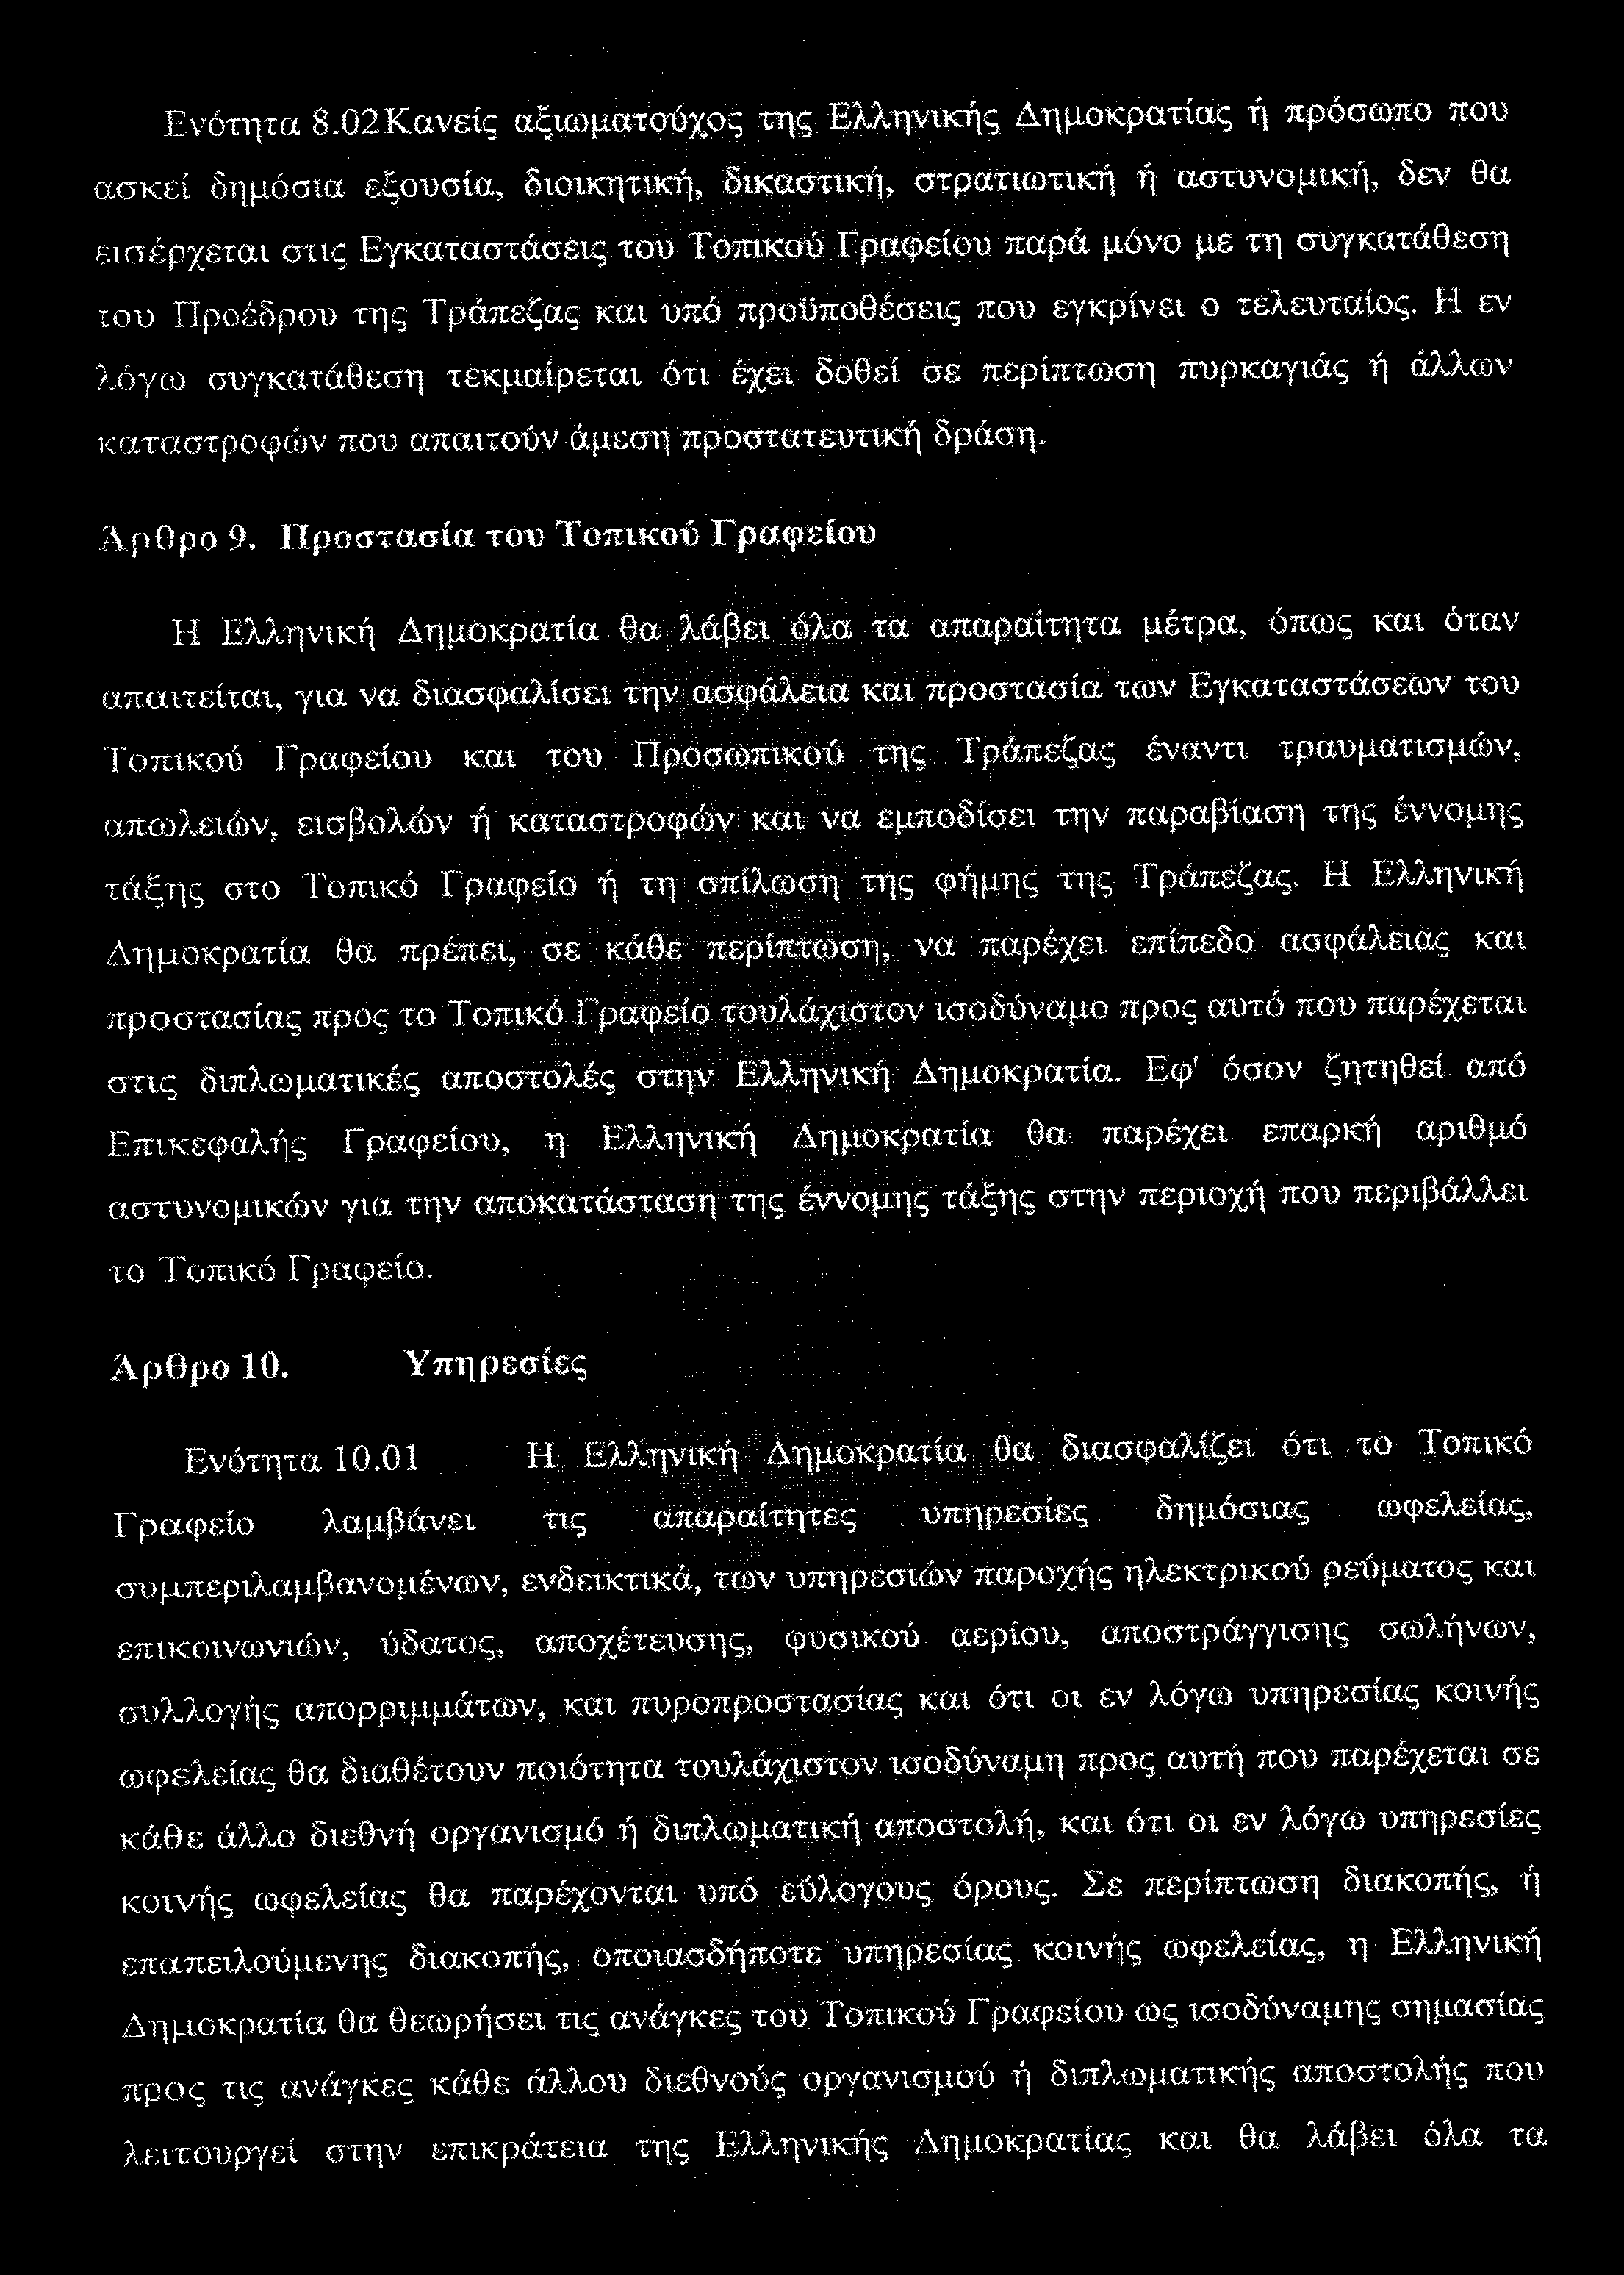 Ενότητα 8.02Κανείς αξιωματούχος της Ελληνικής Δημοκρατίας ή πρόσωπο που
ασκεί δημόσια εξουσία, διοικητική, δικαστική, στρατιωτική ή αστυνομική, δεν θα
εισέρχεται στις Εγκαταστάσεις του Τοπικού Γραφείου παρά μόνο με τη συγκατάθεση
του Προέδρου της Τράπεζας και υπό προϋποθέσεις που εγκρίνει ο τελευταίος. Η εν
λόγω συγκατάθεση τεκμαίρεται ότι έχει δοθεί σε περίπτωση πυρκαγιάς ή άλλων
καταστροφών που απαιτούν άμεση προστατευτική δράση.
Άρθρο 9. Προστασία του Τοπικού Γραφείου
Η Ελληνική Δημοκρατία θα λάβει όλα τα απαραίτητα μέτρα, όπως και όταν
απαιτείται, για να διασφαλίσει την ασφάλεια και προστασία των Εγκαταστάσεων του
Τοπικού Γραφείου και του Προσωπικού της Τράπεζας έναντι τραυματισμών,
απωλειών, εισβολών ή καταστροφών και να εμποδίσει την παραβίαση της έννομης
τάξης στο Τοπικό Γραφείο ή τη σπίλωση της φήμης της Τράπεζας. Η Ελληνική
Δημοκρατία θα πρέπει, σε κάθε περίπτωση, να παρέχει επίπεδο ασφάλειας και
προστασίας προς το Τοπικό Γραφείο τουλάχιστον ισοδύναμο προς αυτό που παρέχεται
στις διπλωματικές αποστολές στην Ελληνική Δημοκρατία. Εφ' όσον ζητηθεί από
Επικεφαλής Γραφείου, η Ελληνική Δημοκρατία θα παρέχει επαρκή αριθμό
αστυνομικών για την αποκατάσταση της έννομης τάξης στην περιοχή που περιβάλλει
το Τοπικό Γραφείο.
Άρθρο 10. Υπηρεσίες
Ενότητα 10.01 Η Ελληνική Δημοκρατία θα διασφαλίζει ότι το Τοπικό
Γραφείο λαμβάνει τις απαραίτητες υπηρεσίες δημόσιας ωφελείας,
συμπεριλαμβανομένων, ενδεικτικά, των υπηρεσιών παροχής ηλεκτρικού ρεύματος και
επικοινωνιών, ύδατος, αποχέτευσης, φυσικού αερίου, αποστράγγισης σωλήνων,
συλλογής απορριμμάτων, και πυροπροστασίας και ότι οι εν λόγω υπηρεσίας κοινής
ωφελείας θα διαθέτουν ποιότητα τουλάχιστον ισοδύναμη προς αυτή που παρέχεται σε
κάθε άλλο διεθνή οργανισμό ή διπλωματική αποστολή, και ότι οι εν λόγω υπηρεσίες
κοινής ωφελείας θα παρέχονται υπό εύλογους όρους. Σε περίπτωση διακοπής, ή
επαπειλούμενης διακοπής, οποιασδήποτε υπηρεσίας κοινής ωφελείας, η Ελληνική
Δημοκρατία θα θεωρήσει τις ανάγκες του Τοπικού Γραφείου ως ισοδύναμης σημασίας
προς τις ανάγκες κάθε άλλου διεθνούς οργανισμού ή διπλωματικής αποστολής που
λειτουργεί στην επικράτεια της Ελληνικής Δημοκρατίας και θα λάβει όλα τα